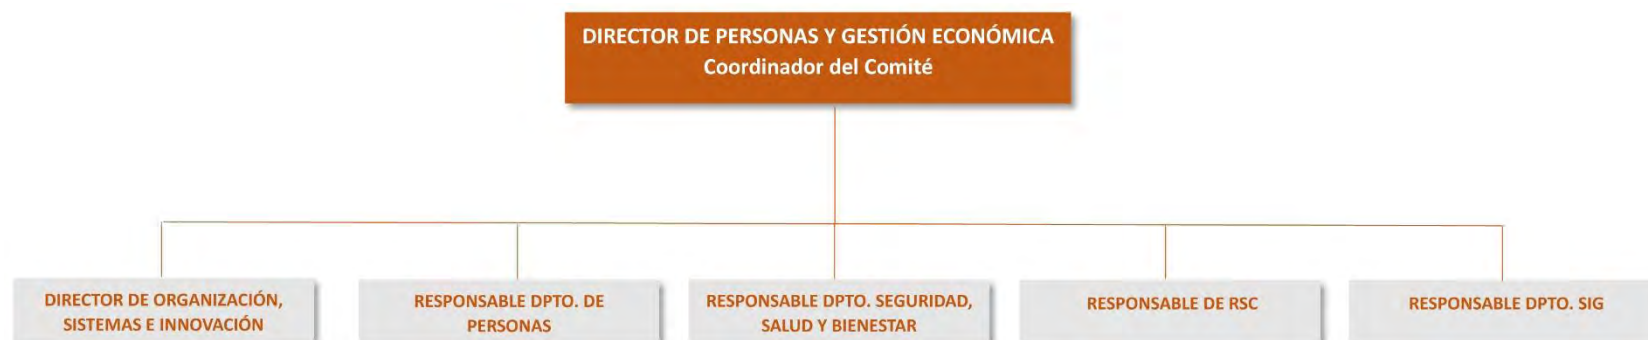 DIRECTOR DE PERSONAS Y GESTIÓN ECONÓMICA
Coordinador del Comité
DIRECTOR DE ORGANIZACIÓN,
SISTEMAS E INNOVACIÓN
RESPONSABLE DPTO. DE
PERSONAS
RESPONSABLE DPTO. SEGURIDAD,
SALUD Y BIENESTAR
RESPONSABLE DE RSC
RESPONSABLE DPTO. SIG